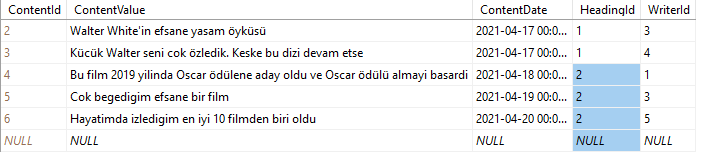 ContentId ContentValue ContentDate HeadingId WriterId
2 Walter White'in efsane yasam öyküsü 2021-04-17 00:0... 1 3
3 Kücük Walter seni cok özledik. Keske bu dizi devam etse 2021-04-17 00:0... 1 4
4 Bu film 2019 yilinda Oscar ödülene aday oldu ve Oscar ödülü almayi basardi 2021-04-18 00:0... 2 1
5 Cok begedigim efsane bir film 2021-04-19 00:0... 2 3
6 Hayatimda izledigim en iyi 10 filmden biri oldu 2021-04-20 00:0... 2 5
NULL NULL NULL NULL NULL